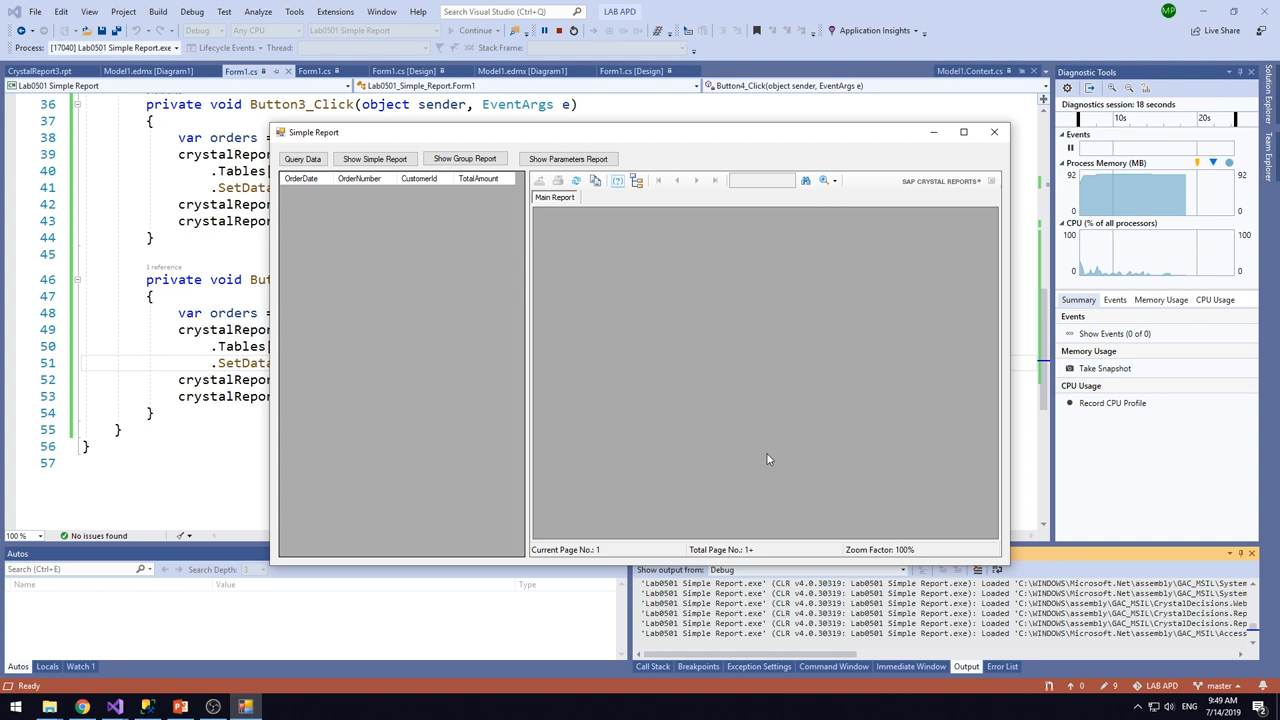 File Edit View Project Build Debug Test Analyze Tools Extensions Window Help Search Visual Studio (Ctrl+Q) LAB APD MP
Debug Any CPU Lab0501 Simple Report Continue Application Insights Live Share
Process: [17040] Lab0501 Simple Report.exe Lifecycle Events Thread: Stack Frame:
CrystalReport3.rpt Model1.edmx [Diagram1] Form1.cs Form1.cs Form1.cs [Design] Model1.edmx [Diagram1] Form1.cs [Design] Model1.Context.cs
Lab0501 Simple Report Lab0501_Simple_Report.Form1 Button4_Click(object sender, EventArgs e)
36 private void Button3_Click(object sender, EventArgs e)
37 {
38 var orders =
39 crystalRepor
40 .Tables[
41 .SetData
42 crystalRepor
43 crystalRepor
44 }
45
1 reference
46 private void But
47 {
48 var orders =
49 crystalRepor
50 .Tables[
51 .SetData
52 crystalRepor
53 crystalRepor
54 }
55 }
56 }
57
100 % No issues found
Simple Report
Query Data Show Simple Report Show Group Report Show Parameters Report
OrderDate OrderNumber CustomerId TotalAmount
SAP CRYSTAL REPORTS
Main Report
Current Page No.: 1 Total Page No.: 1+ Zoom Factor: 100%
Diagnostic Tools
Diagnostics session: 18 seconds
10s 20s
Events
Process Memory (MB)
92 92
0 0
CPU (% of all processors)
100 100
0 0
Summary Events Memory Usage CPU Usage
Events
Show Events (0 of 0)
Memory Usage
Take Snapshot
CPU Usage
Record CPU Profile
Solution Explorer
Team Explorer
Autos
Search (Ctrl+E) Search Depth: 3
Name Value Type
Autos Locals Watch 1
Show output from: Debug
'Lab0501 Simple Report.exe' (CLR v4.0.30319: Lab0501 Simple Report.exe): Loaded 'C:\WINDOWS\Microsoft.Net\assembly\GAC_MSIL\System
'Lab0501 Simple Report.exe' (CLR v4.0.30319: Lab0501 Simple Report.exe): Loaded 'C:\WINDOWS\Microsoft.Net\assembly\GAC_MSIL\System
'Lab0501 Simple Report.exe' (CLR v4.0.30319: Lab0501 Simple Report.exe): Loaded 'C:\WINDOWS\assembly\GAC_MSIL\CrystalDecisions.Web
'Lab0501 Simple Report.exe' (CLR v4.0.30319: Lab0501 Simple Report.exe): Loaded 'C:\WINDOWS\assembly\GAC_MSIL\CrystalDecisions.Rep
'Lab0501 Simple Report.exe' (CLR v4.0.30319: Lab0501 Simple Report.exe): Loaded 'C:\WINDOWS\assembly\GAC_MSIL\CrystalDecisions.Rep
'Lab0501 Simple Report.exe' (CLR v4.0.30319: Lab0501 Simple Report.exe): Loaded 'C:\WINDOWS\Microsoft.Net\assembly\GAC_MSIL\Access
Call Stack Breakpoints Exception Settings Command Window Immediate Window Output Error List
Ready 0 9 LAB APD master
ENG 9:49 AM
7/14/2019 2